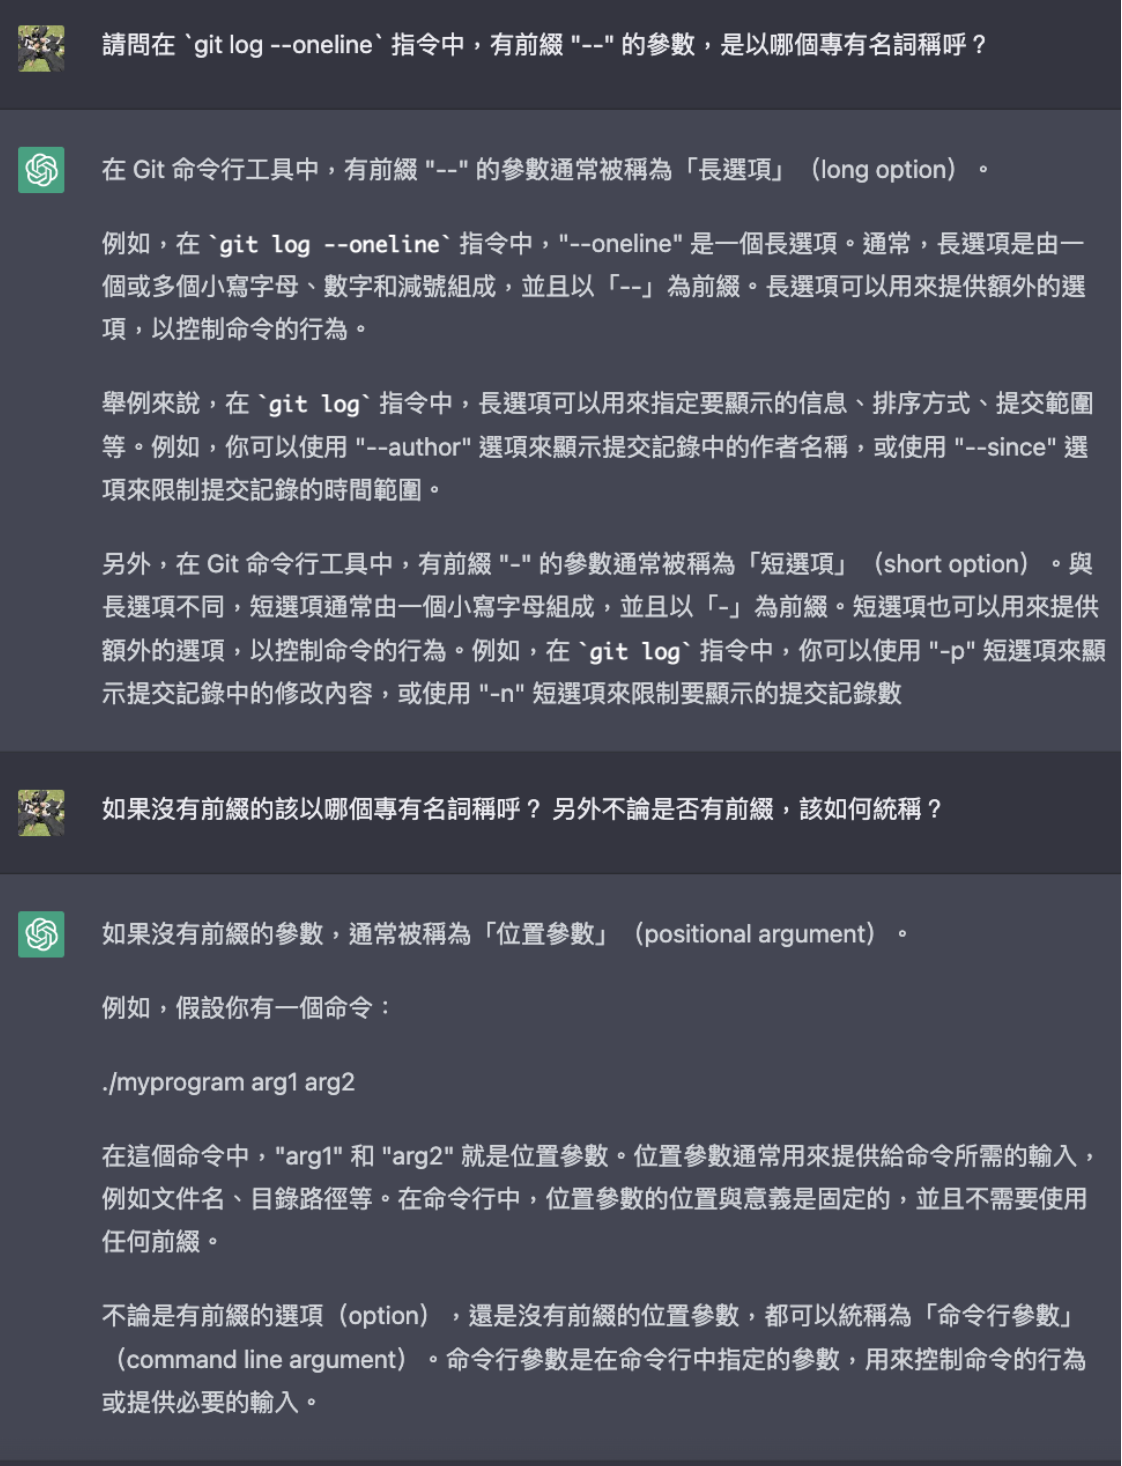 請問在 `git log --oneline` 指令中，有前綴 "--" 的參數，是以哪個專有名詞稱呼？
在 Git 命令行工具中，有前綴 "--" 的參數通常被稱為「長選項」（long option）。
例如，在 `git log --oneline` 指令中，"--oneline" 是一個長選項。通常，長選項是由一
個或多個小寫字母、數字和減號組成，並且以「--」為前綴。長選項可以用來提供額外的選
項，以控制命令的行為。
舉例來說，在 `git log` 指令中，長選項可以用來指定要顯示的信息、排序方式、提交範圍
等。例如，你可以使用 "--author" 選項來顯示提交記錄中的作者名稱，或使用 "--since" 選
項來限制提交記錄的時間範圍。
另外，在 Git 命令行工具中，有前綴 "-" 的參數通常被稱為「短選項」（short option）。與
長選項不同，短選項通常由一個小寫字母組成，並且以「-」為前綴。短選項也可以用來提供
額外的選項，以控制命令的行為。例如，在 `git log` 指令中，你可以使用 "-p" 短選項來顯
示提交記錄中的修改內容，或使用 "-n" 短選項來限制要顯示的提交記錄數
如果沒有前綴的該以哪個專有名詞稱呼？ 另外不論是否有前綴，該如何統稱？
如果沒有前綴的參數，通常被稱為「位置參數」（positional argument）。
例如，假設你有一個命令：
./myprogram arg1 arg2
在這個命令中，"arg1" 和 "arg2" 就是位置參數。位置參數通常用來提供給命令所需的輸入，
例如文件名、目錄路徑等。在命令行中，位置參數的位置與意義是固定的，並且不需要使用
任何前綴。
不論是有前綴的選項（option），還是沒有前綴的位置參數，都可以統稱為「命令行參數」
（command line argument）。命令行參數是在命令行中指定的參數，用來控制命令的行為
或提供必要的輸入。